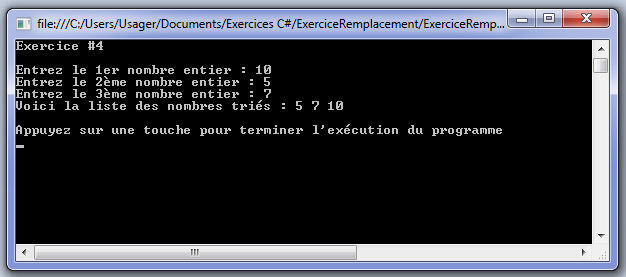 file:///C:/Users/Usager/Documents/Exercices C#/ExerciceRemplacement/ExerciceRemp...
Exercice #4
Entrez le 1er nombre entier : 10
Entrez le 2ème nombre entier : 5
Entrez le 3ème nombre entier : 7
Voici la liste des nombres triés : 5 7 10
Appuyez sur une touche pour terminer l'exécution du programme